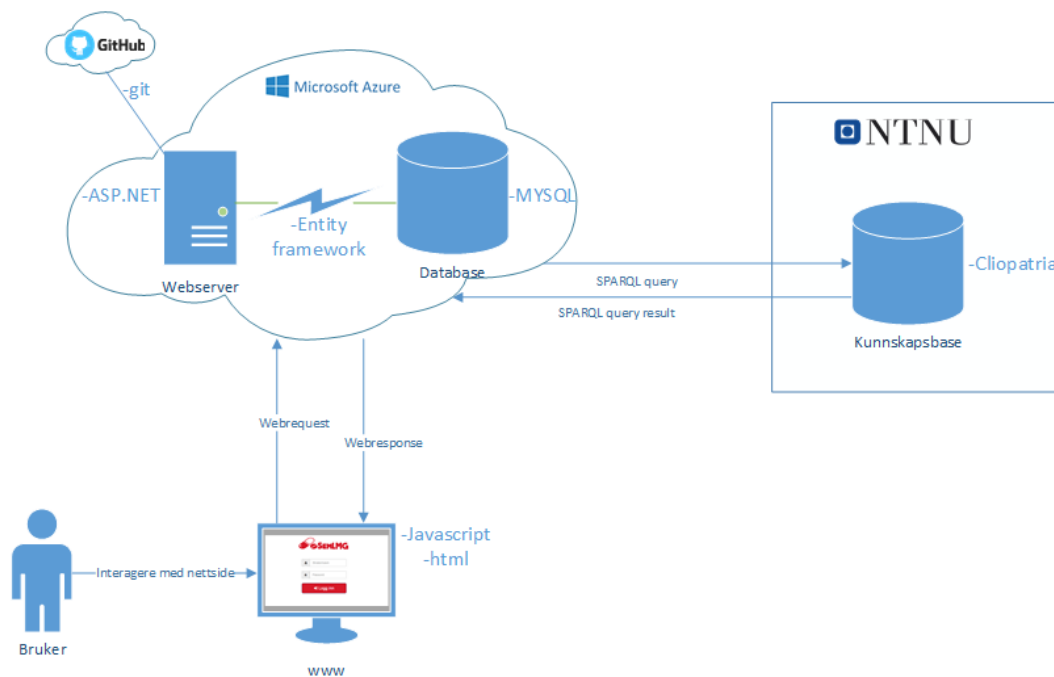 GitHub
-git
Microsoft Azure
-ASP.NET
-Entity
framework
-MYSQL
Webserver
Database
NTNU
-Cliopatria
Kunnskapsbase
SPARQL query
SPARQL query result
Webrequest
Webresponse
SEMLMG
-Javascript
-html
Interagere med nettside
Bruker
www